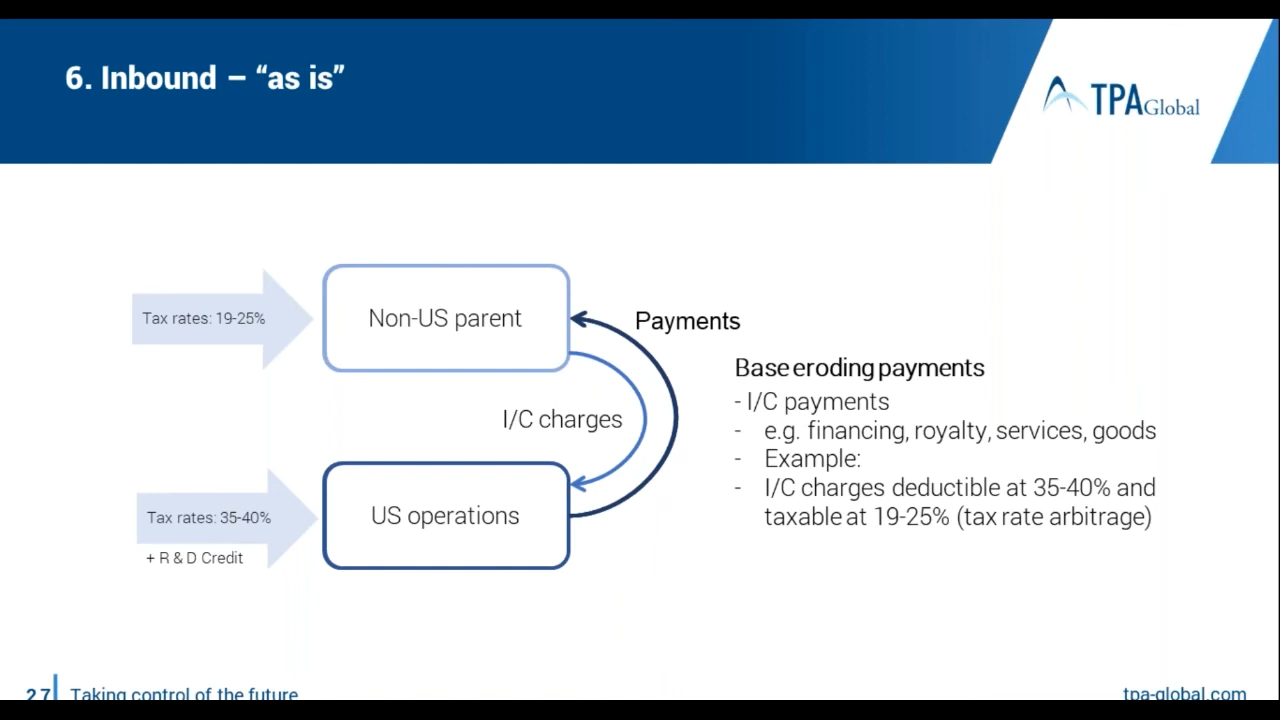 6. Inbound – “as is”
TPA Global
Tax rates: 19-25%
Non-US parent
Payments
Base eroding payments
- I/C payments
- e.g. financing, royalty, services, goods
- Example:
- I/C charges deductible at 35-40% and
taxable at 19-25% (tax rate arbitrage)
I/C charges
Tax rates: 35-40%
+ R & D Credit
US operations
27
Taking control of the future
tpa-global.com